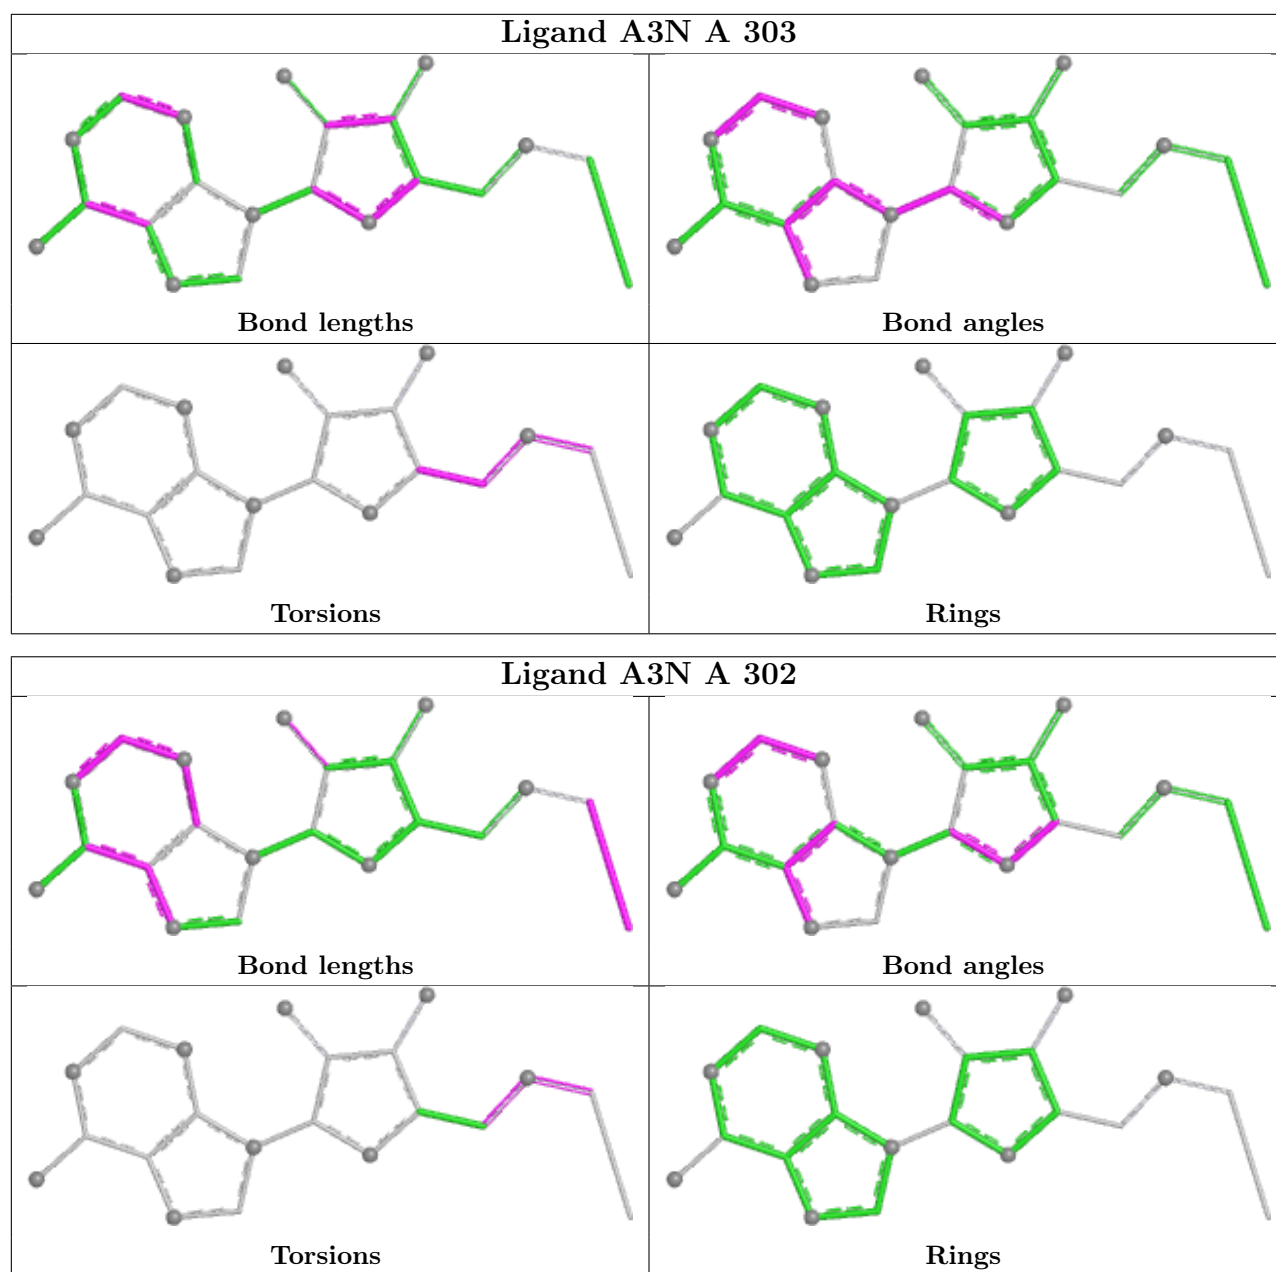 Ligand A3N A 303
Bond lengths
Bond angles
Torsions
Rings
Ligand A3N A 302
Bond lengths
Bond angles
Torsions
Rings